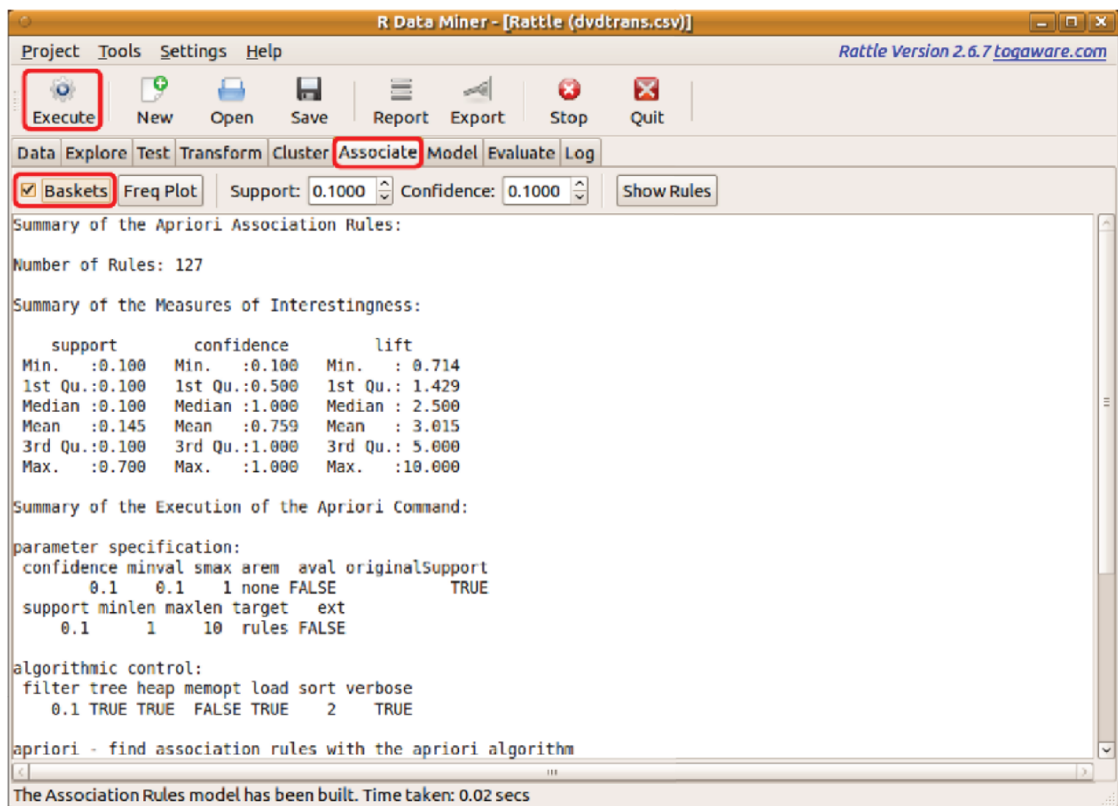 R Data Miner - [Rattle (dvdtrans.csv)]
Project Tools Settings Help Rattle Version 2.6.7 togaware.com
Execute New Open Save Report Export Stop Quit
Data Explore Test Transform Cluster Associate Model Evaluate Log
Baskets Freq Plot Support: 0.1000 Confidence: 0.1000 Show Rules
Summary of the Apriori Association Rules:
Number of Rules: 127
Summary of the Measures of Interestingness:
support confidence lift
Min. :0.100 Min. :0.100 Min. : 0.714
1st Qu.:0.100 1st Qu.:0.500 1st Qu.: 1.429
Median :0.100 Median :1.000 Median : 2.500
Mean :0.145 Mean :0.759 Mean : 3.015
3rd Qu.:0.100 3rd Qu.:1.000 3rd Qu.: 5.000
Max. :0.700 Max. :1.000 Max. :10.000
Summary of the Execution of the Apriori Command:
parameter specification:
confidence minval smax arem aval originalSupport
0.1 0.1 1 none FALSE TRUE
support minlen maxlen target ext
0.1 1 10 rules FALSE
algorithmic control:
filter tree heap memopt load sort verbose
0.1 TRUE TRUE FALSE TRUE 2 TRUE
apriori - find association rules with the apriori algorithm
The Association Rules model has been built. Time taken: 0.02 secs